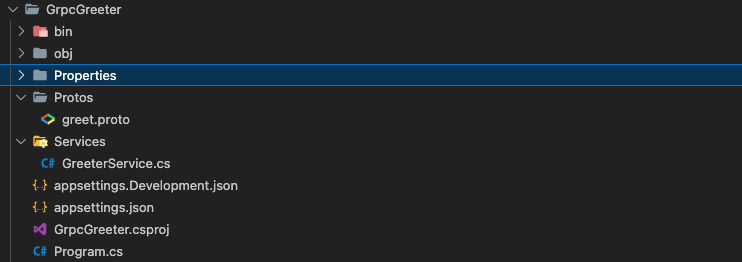 GrpcGreeter
bin
obj
Properties
Protos
greet.proto
Services
C# GreeterService.cs
{..} appsettings.Development.json
{..} appsettings.json
GrpcGreeter.csproj
C# Program.cs